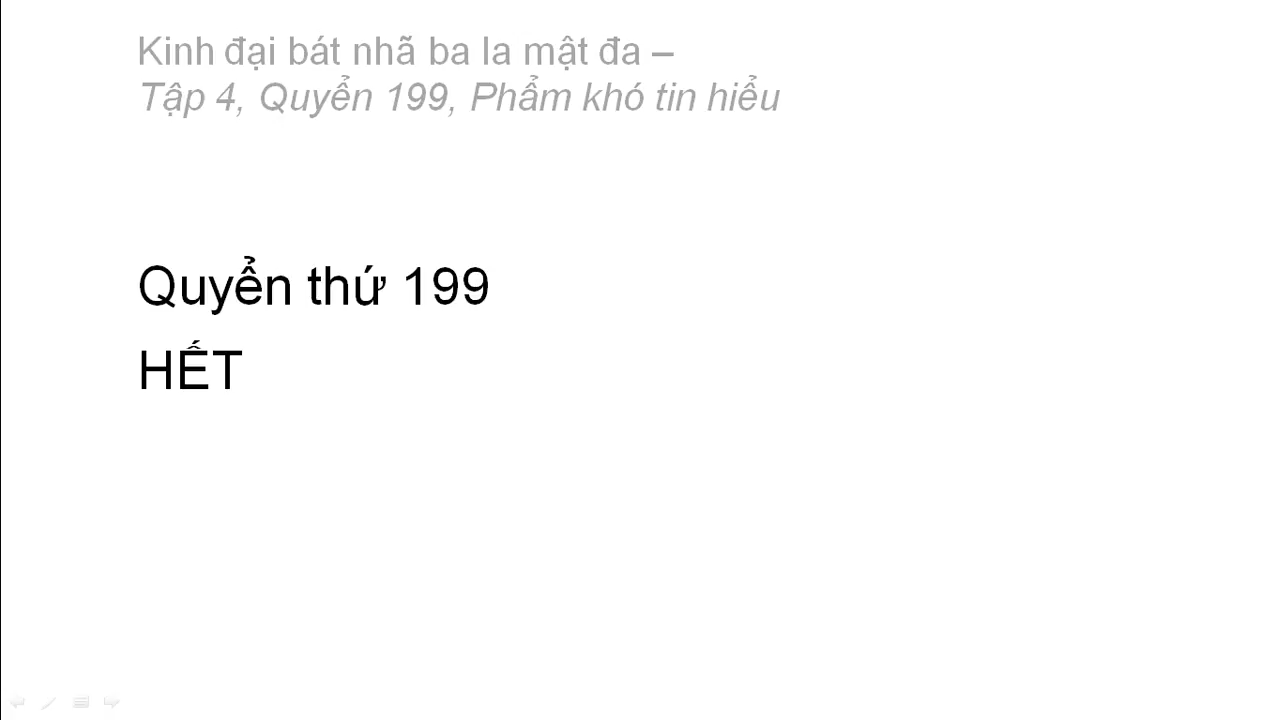 Kinh đại bát nhã ba la mật đa –
Tập 4, Quyển 199, Phẩm khó tin hiểu
Quyển thứ 199
HẾT